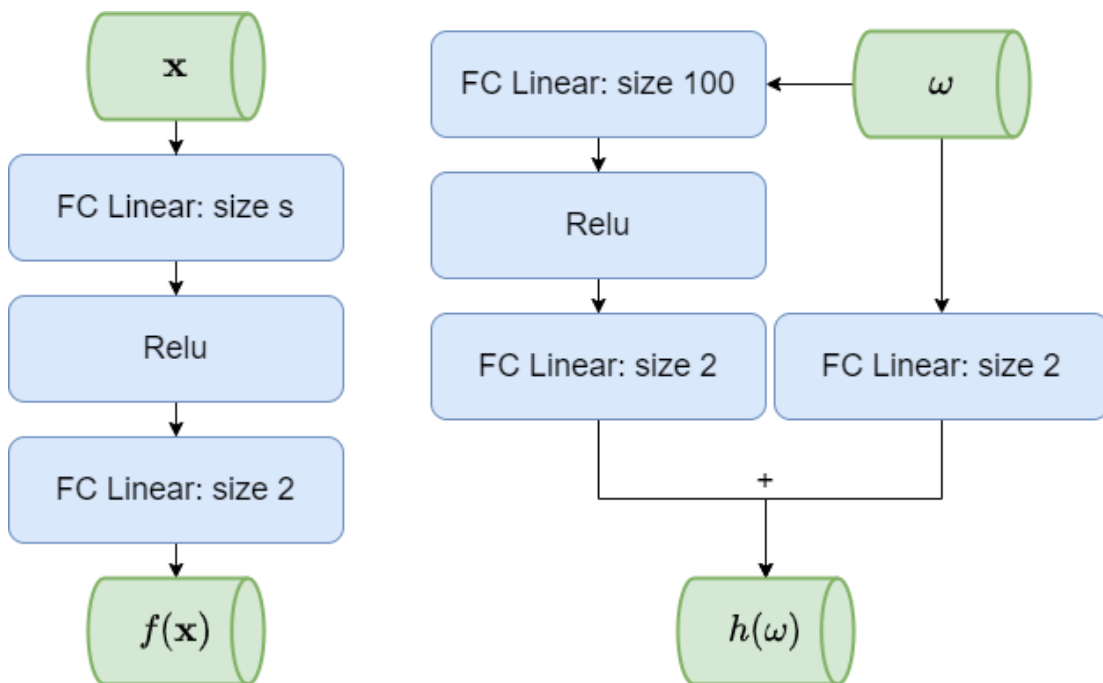 x
FC Linear: size s
Relu
FC Linear: size 2
f(x)
FC Linear: size 100
ω
Relu
FC Linear: size 2
FC Linear: size 2
+
h(ω)